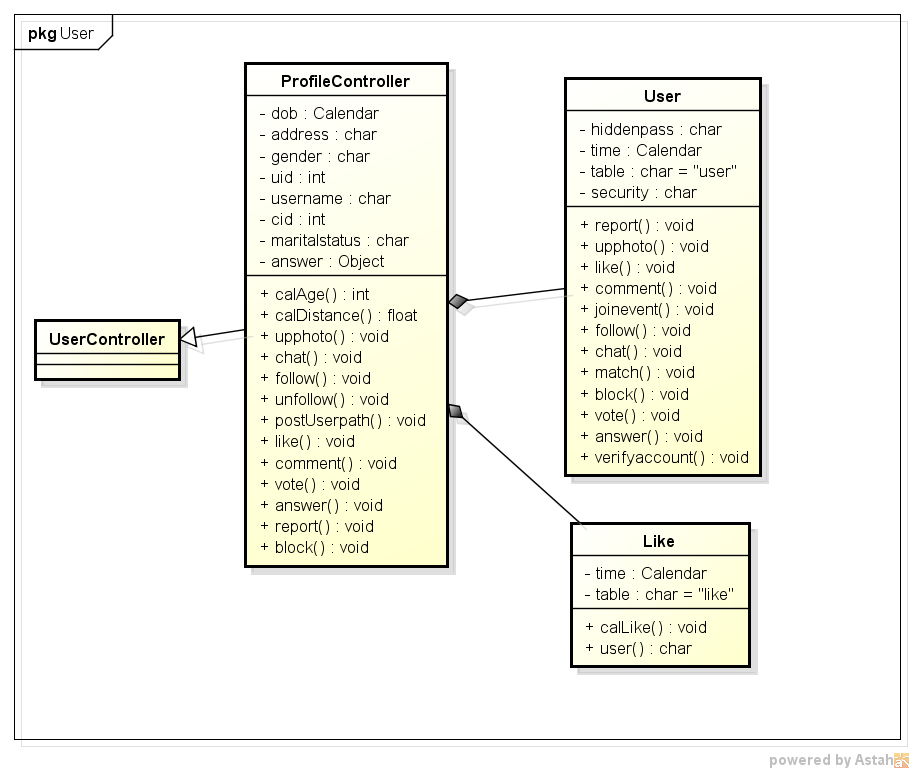 pkg User
ProfileController
- dob : Calendar
- address : char
- gender : char
- uid : int
- username : char
- cid : int
- maritalstatus : char
- answer : Object
+ calAge() : int
+ calDistance() : float
+ upphoto() : void
+ chat() : void
+ follow() : void
+ unfollow() : void
+ postUserpath() : void
+ like() : void
+ comment() : void
+ vote() : void
+ answer() : void
+ report() : void
+ block() : void
User
- hiddenpass : char
- time : Calendar
- table : char = "user"
- security : char
+ report() : void
+ upphoto() : void
+ like() : void
+ comment() : void
+ joinevent() : void
+ follow() : void
+ chat() : void
+ match() : void
+ block() : void
+ vote() : void
+ answer() : void
+ verifyaccount() : void
UserController
Like
- time : Calendar
- table : char = "like"
+ calLike() : void
+ user() : char
powered by Astah